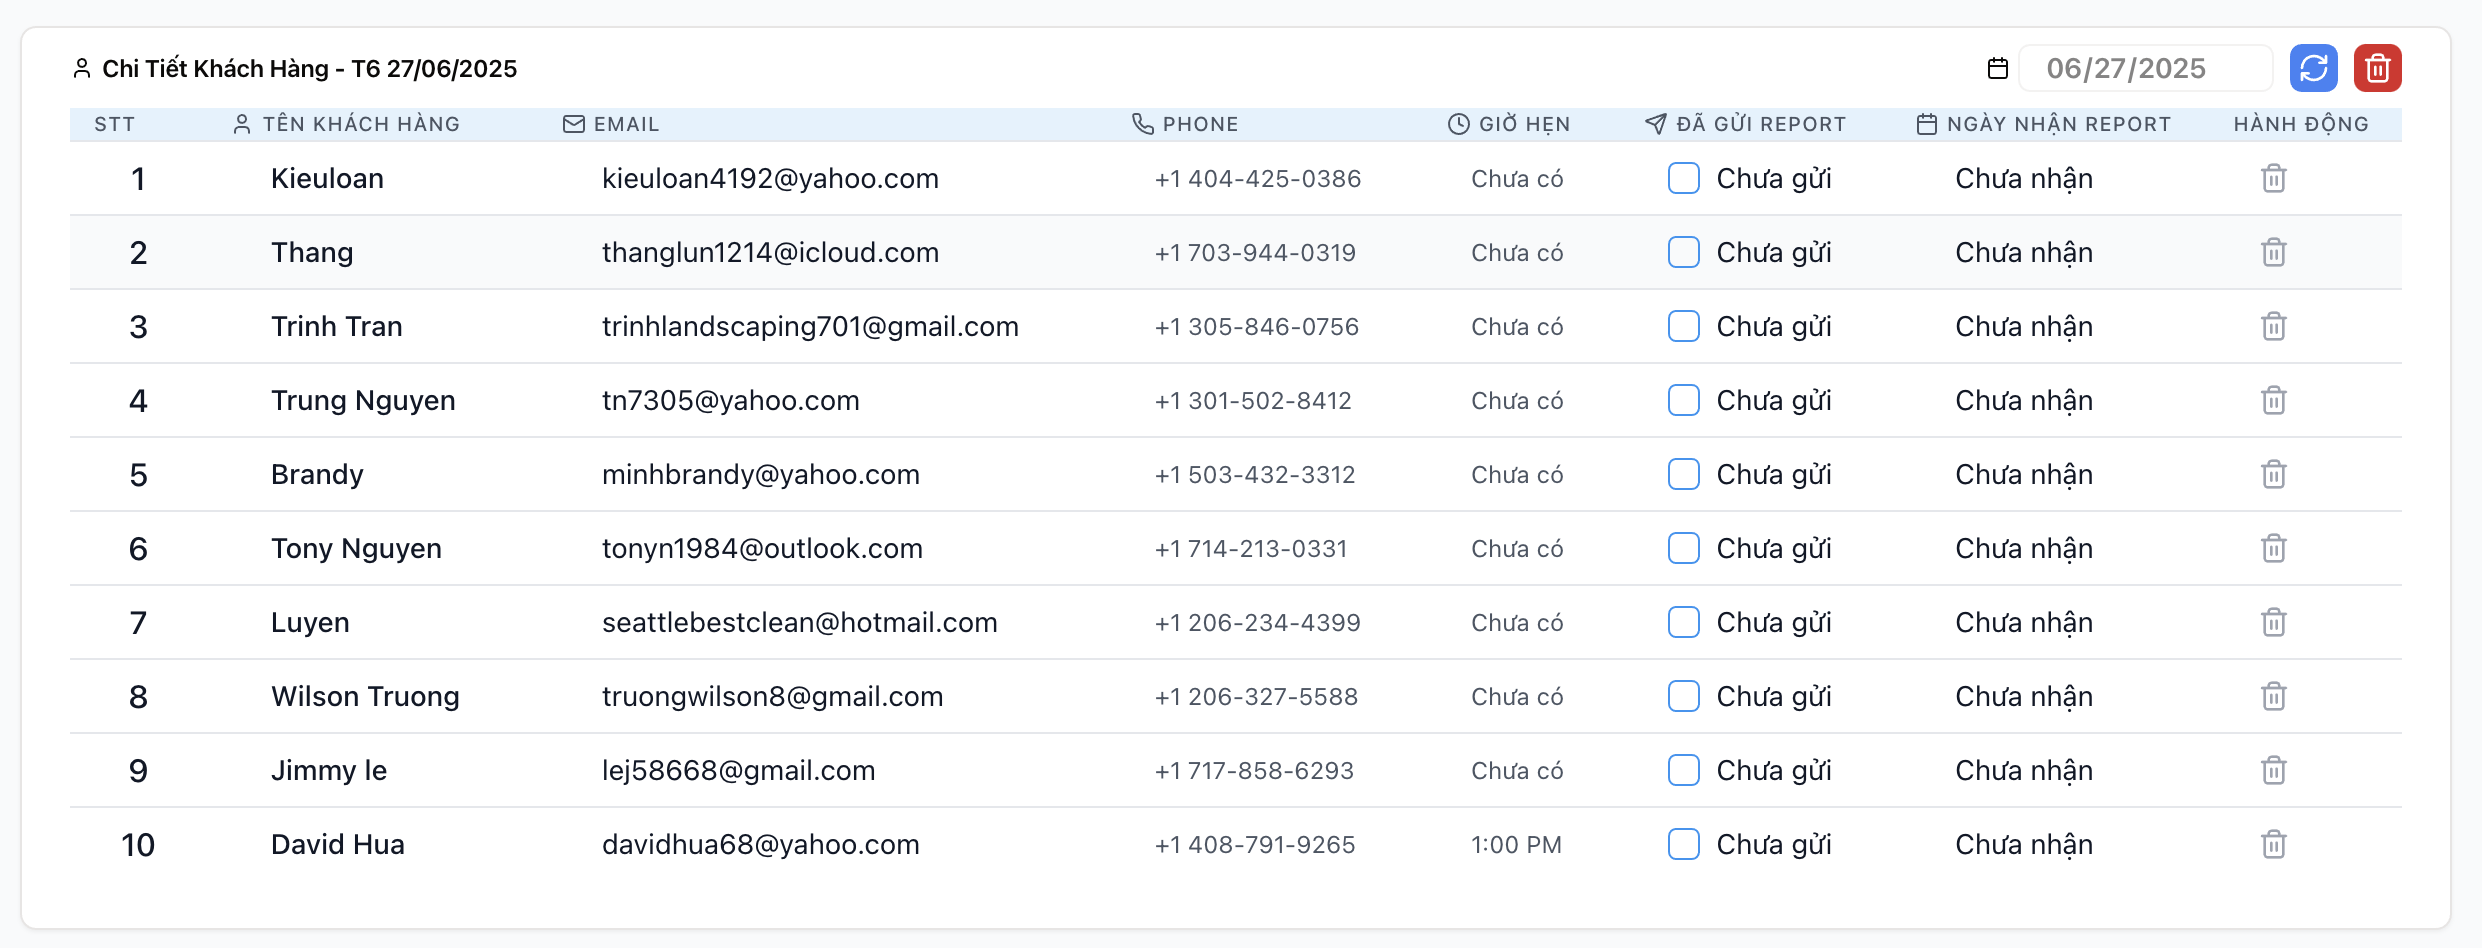 Chi Tiết Khách Hàng - T6 27/06/2025 06/27/2025
STT TÊN KHÁCH HÀNG EMAIL PHONE GIỜ HẸN ĐÃ GỬI REPORT NGÀY NHẬN REPORT HÀNH ĐỘNG
1 Kieuloan kieuloan4192@yahoo.com +1 404-425-0386 Chưa có Chưa gửi Chưa nhận
2 Thang thanglun1214@icloud.com +1 703-944-0319 Chưa có Chưa gửi Chưa nhận
3 Trinh Tran trinhlandscaping701@gmail.com +1 305-846-0756 Chưa có Chưa gửi Chưa nhận
4 Trung Nguyen tn7305@yahoo.com +1 301-502-8412 Chưa có Chưa gửi Chưa nhận
5 Brandy minhbrandy@yahoo.com +1 503-432-3312 Chưa có Chưa gửi Chưa nhận
6 Tony Nguyen tonyn1984@outlook.com +1 714-213-0331 Chưa có Chưa gửi Chưa nhận
7 Luyen seattlebestclean@hotmail.com +1 206-234-4399 Chưa có Chưa gửi Chưa nhận
8 Wilson Truong truongwilson8@gmail.com +1 206-327-5588 Chưa có Chưa gửi Chưa nhận
9 Jimmy le lej58668@gmail.com +1 717-858-6293 Chưa có Chưa gửi Chưa nhận
10 David Hua davidhua68@yahoo.com +1 408-791-9265 1:00 PM Chưa gửi Chưa nhận